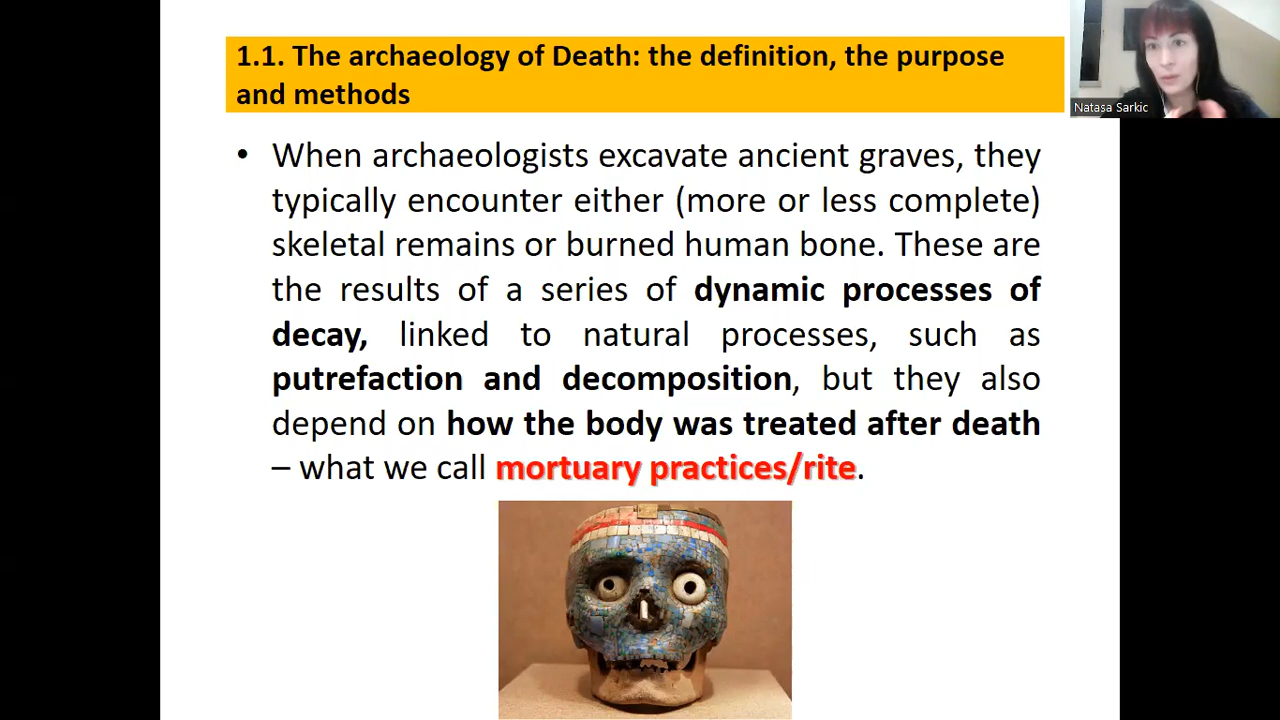 1.1. The archaeology of Death: the definition, the purpose
and methods
Natasa Sarkic
• When archaeologists excavate ancient graves, they
typically encounter either (more or less complete)
skeletal remains or burned human bone. These are
the results of a series of dynamic processes of
decay, linked to natural processes, such as
putrefaction and decomposition, but they also
depend on how the body was treated after death
– what we call mortuary practices/rite.